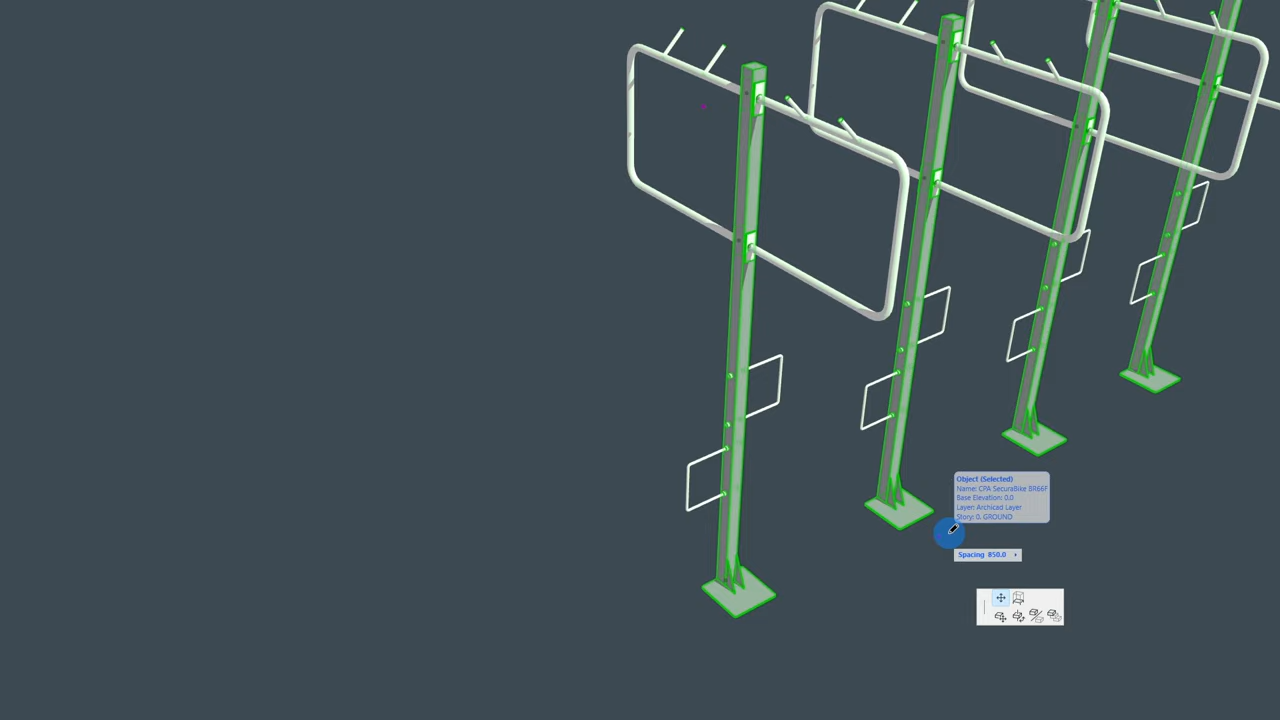 Object (Selected)
Name: CPA SecuraBike BR66F
Base Elevation: 0.0
Layer: Archicad Layer
Story: 0. GROUND
Spacing 850.0